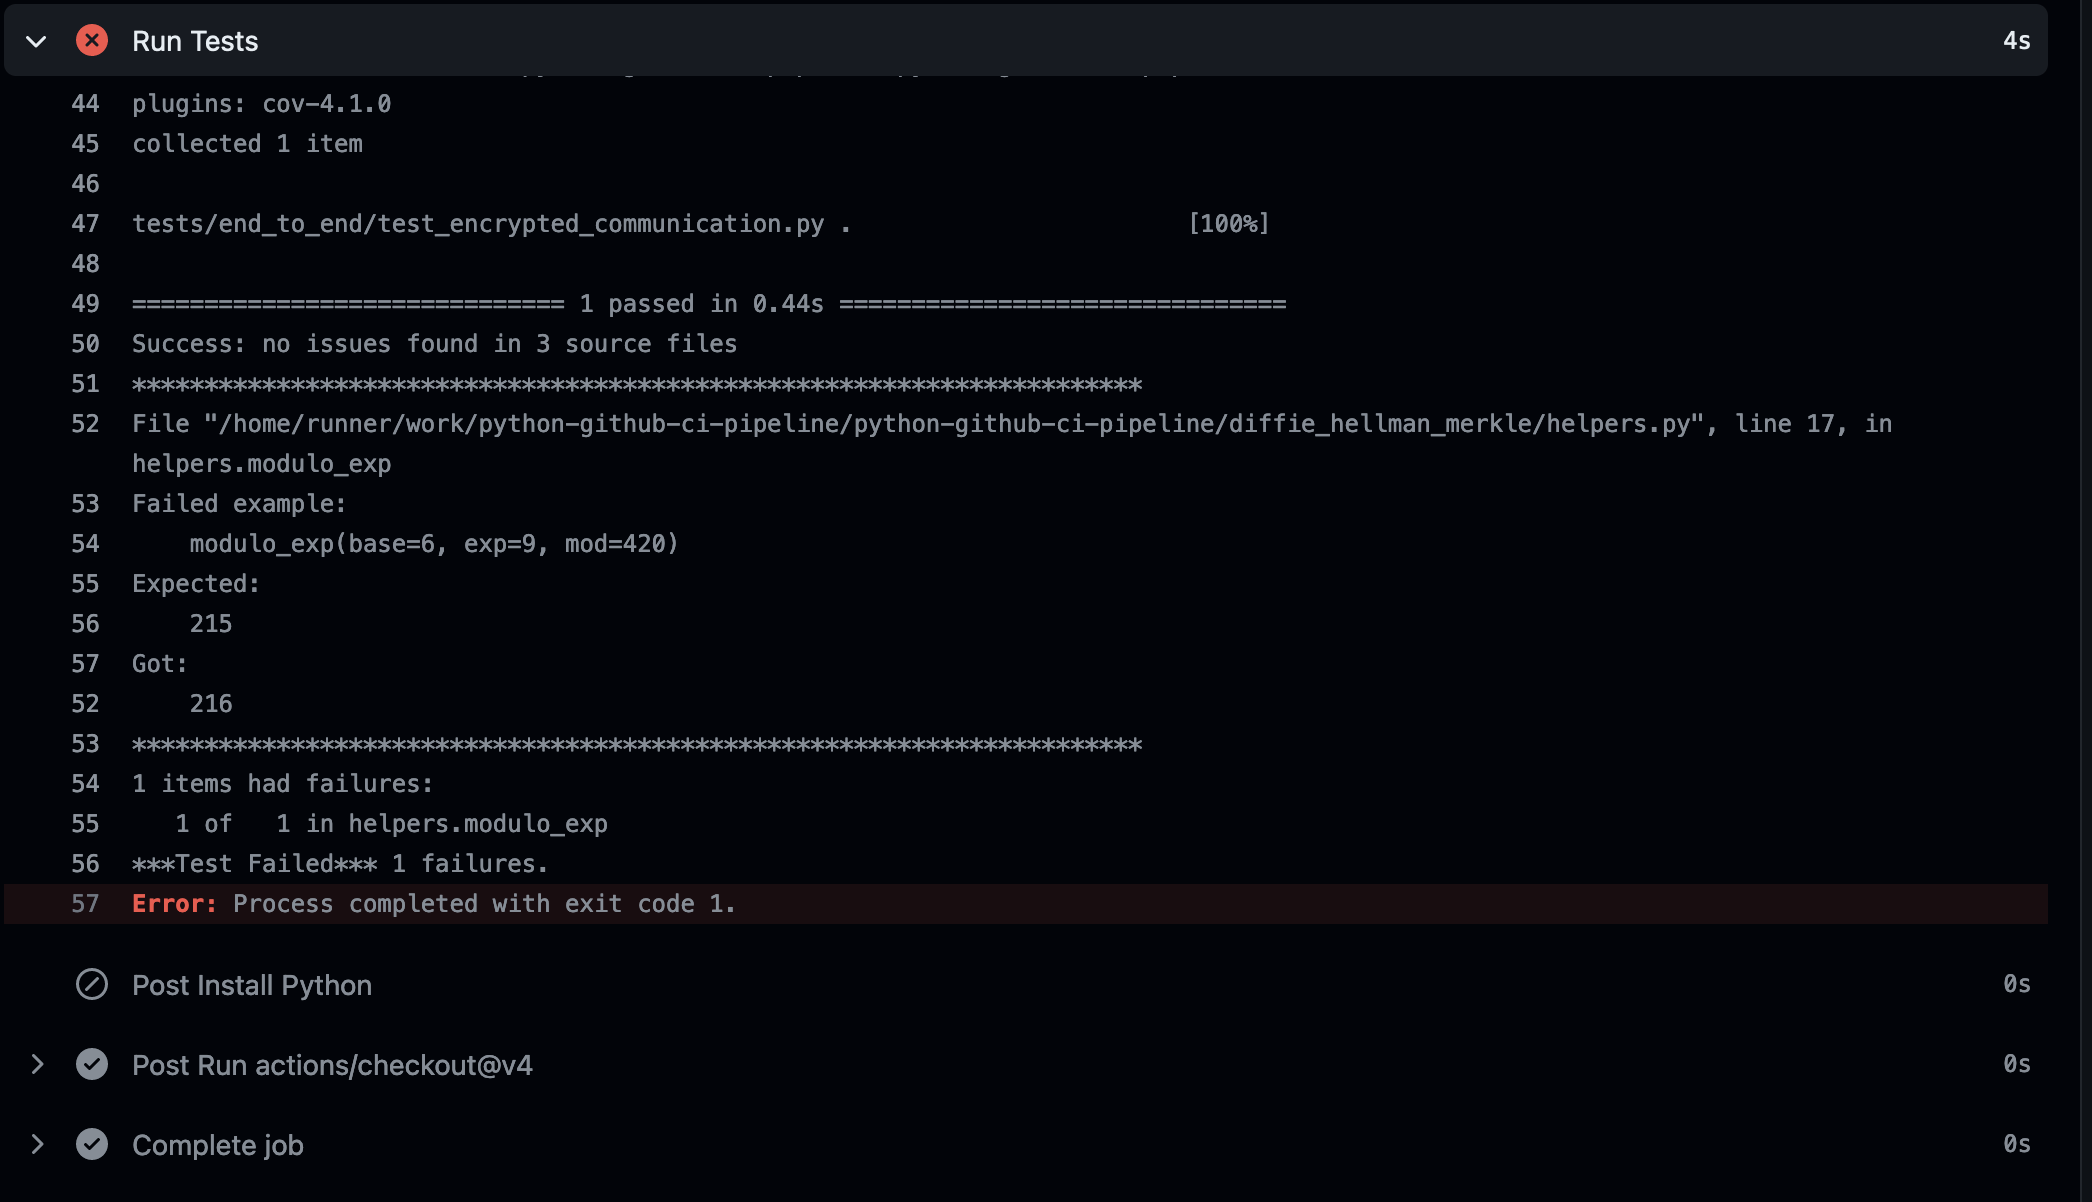 Run Tests 4s
44 plugins: cov-4.1.0
45 collected 1 item
46
47 tests/end_to_end/test_encrypted_communication.py . [100%]
48
49 ============================== 1 passed in 0.44s ===============================
50 Success: no issues found in 3 source files
51 **********************************************************************
52 File "/home/runner/work/python-github-ci-pipeline/python-github-ci-pipeline/diffie_hellman_merkle/helpers.py", line 17, in
helpers.modulo_exp
53 Failed example:
54     modulo_exp(base=6, exp=9, mod=420)
55 Expected:
56     215
57 Got:
52     216
53 **********************************************************************
54 1 items had failures:
55    1 of   1 in helpers.modulo_exp
56 ***Test Failed*** 1 failures.
57 Error: Process completed with exit code 1.
Post Install Python 0s
Post Run actions/checkout@v4 0s
Complete job 0s